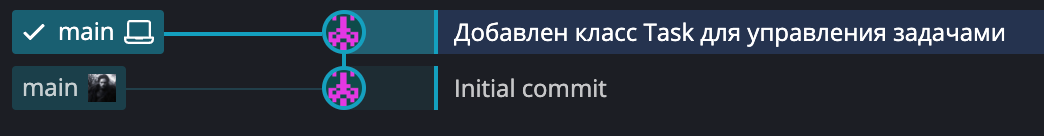 main Добавлен класс Task для управления задачами
main Initial commit